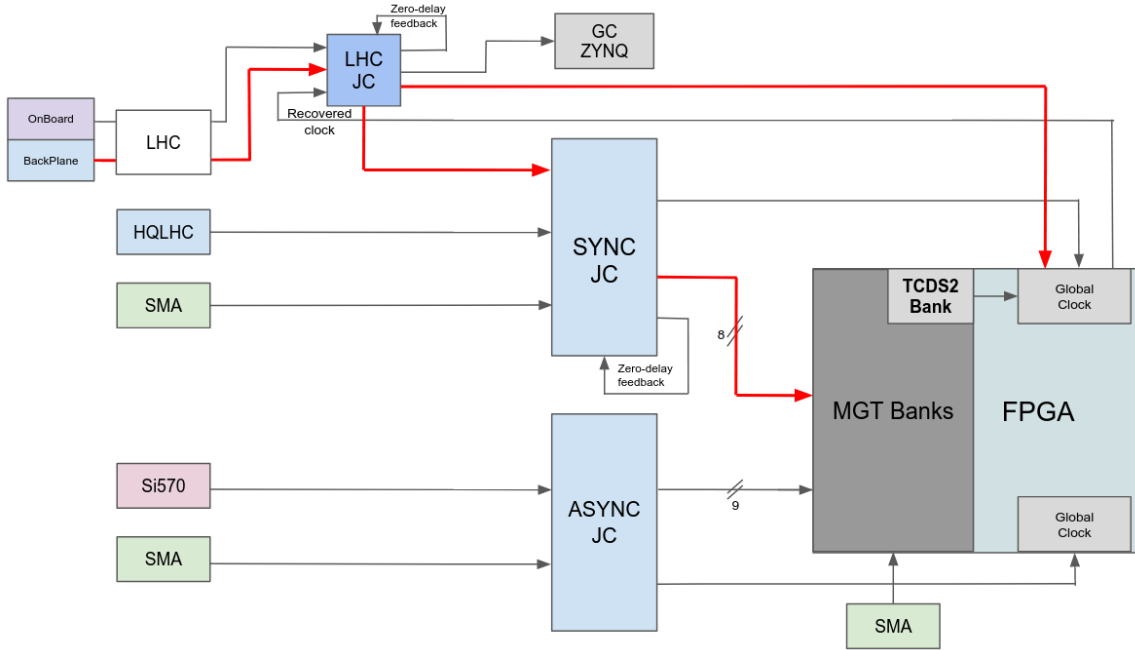 Zero-delay
feedback
LHC
JC
GC
ZYNQ
OnBoard
BackPlane
LHC
Recovered
clock
HQLHC
SMA
SYNC
JC
8
Zero-delay
feedback
TCDS2
Bank
Global
Clock
MGT Banks
FPGA
Si570
SMA
ASYNC
JC
9
Global
Clock
SMA